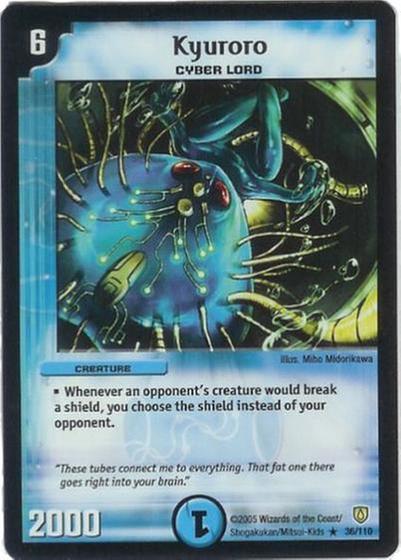 6
Kyuroro
CYBER LORD
illus. Miho Midorikawa
CREATURE
▪ Whenever an opponent's creature would break
a shield, you choose the shield instead of your
opponent.
"These tubes connect me to everything. That fat one there
goes right into your brain."
2000
1
©2005 Wizards of the Coast/
Shogakukan/Mitsui-Kids ★ 36/110